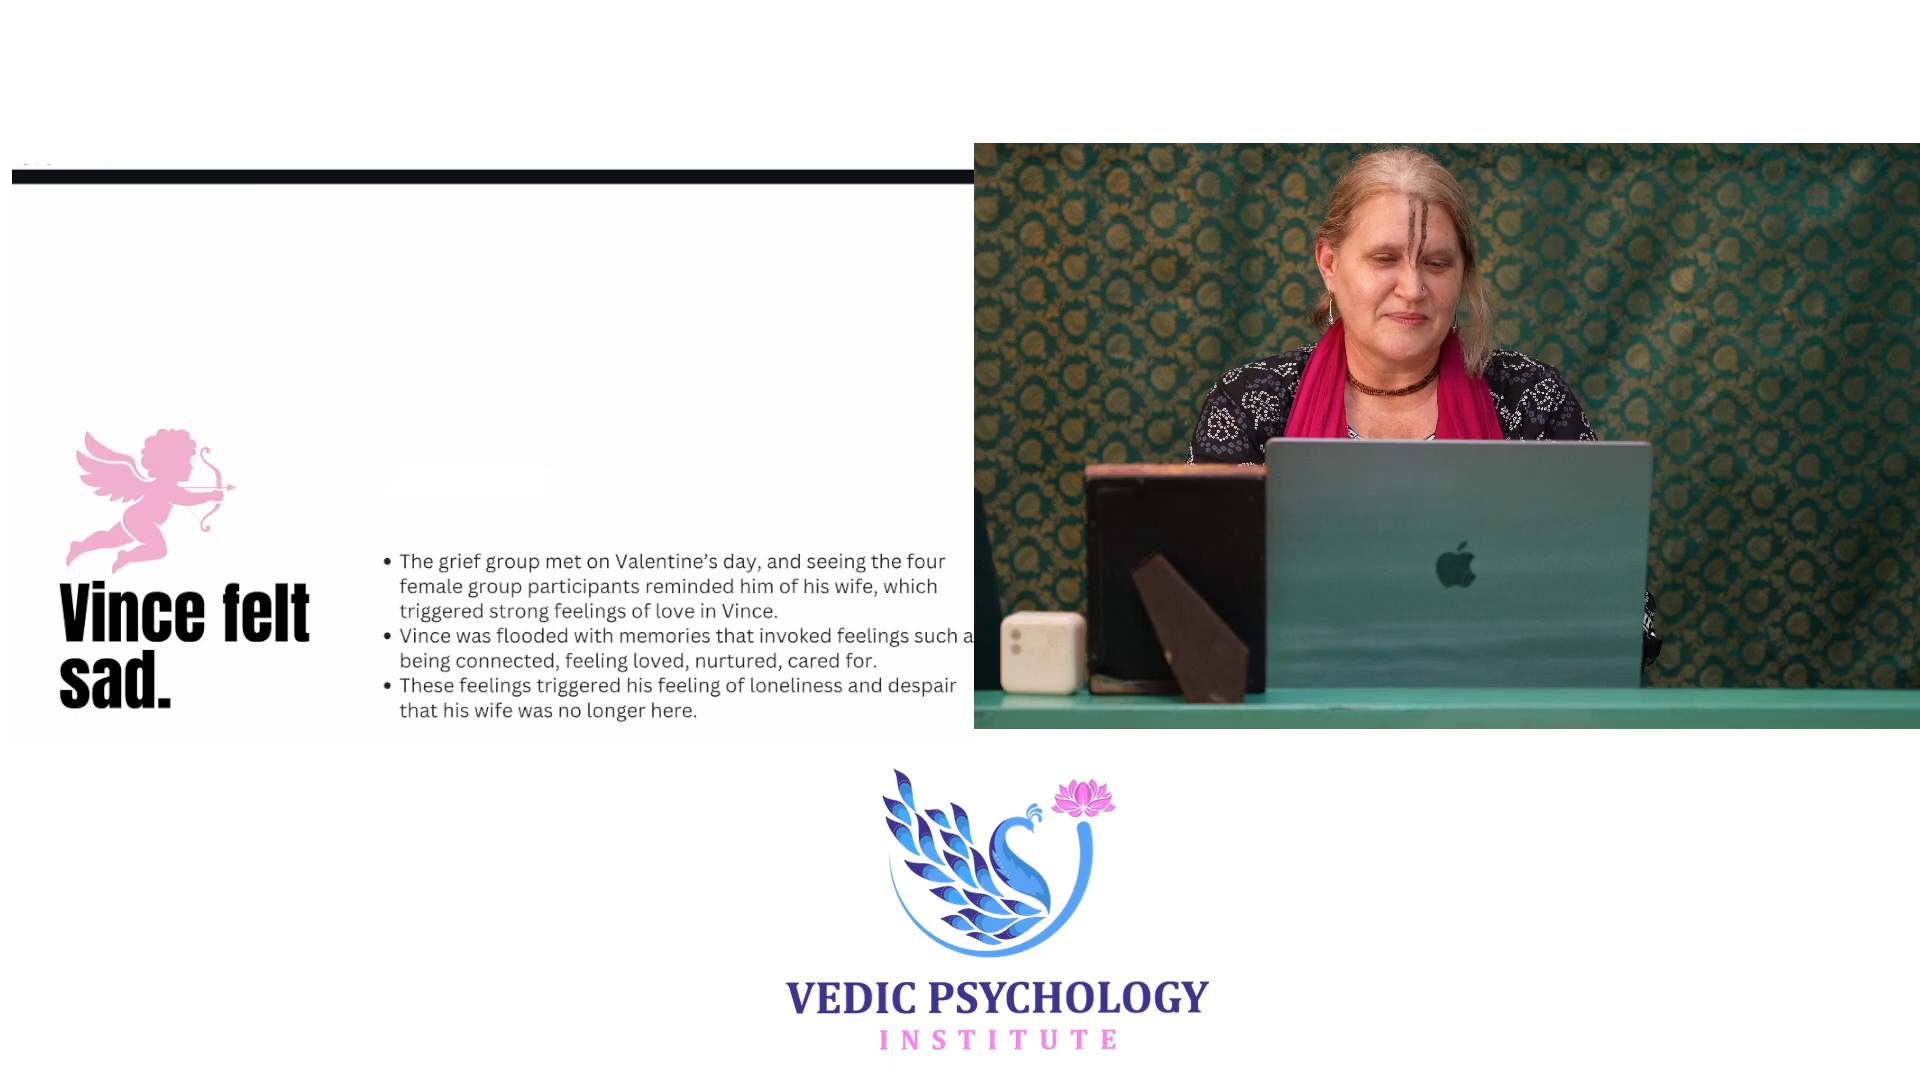 Vince felt
sad.
The grief group met on Valentine's day, and seeing the four
female group participants reminded him of his wife, which
triggered strong feelings of love in Vince.
Vince was flooded with memories that invoked feelings such a
being connected, feeling loved, nurtured, cared for.
These feelings triggered his feeling of loneliness and despair
that his wife was no longer here.
VEDIC PSYCHOLOGY
INSTITUTE